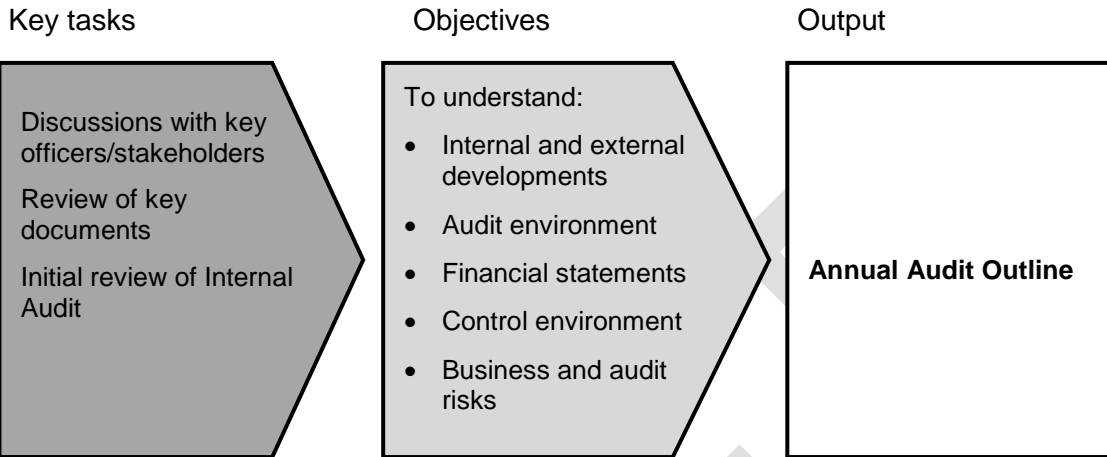 Key tasks
Objectives
Output
Discussions with key
officers/stakeholders
Review of key
documents
Initial review of Internal
Audit
To understand:
• Internal and external
developments
• Audit environment
• Financial statements
• Control environment
• Business and audit
risks
Annual Audit Outline